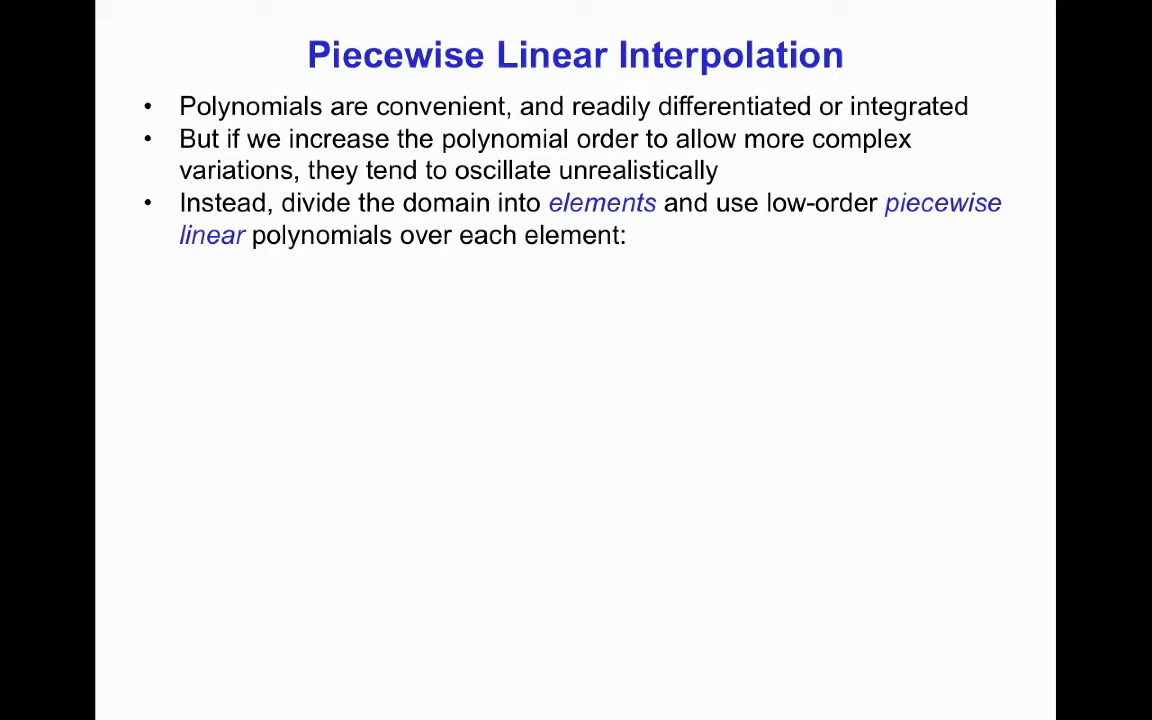 Piecewise Linear Interpolation
• Polynomials are convenient, and readily differentiated or integrated
• But if we increase the polynomial order to allow more complex
variations, they tend to oscillate unrealistically
• Instead, divide the domain into elements and use low-order piecewise
linear polynomials over each element: